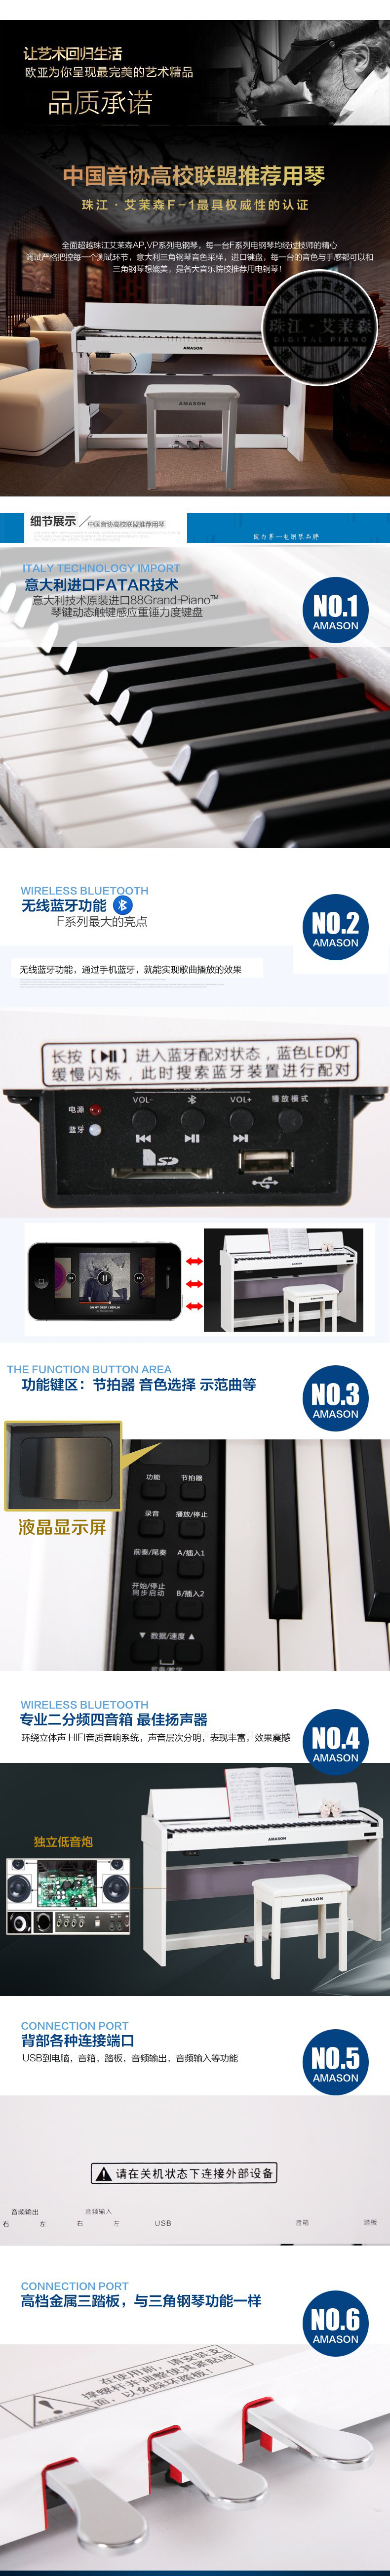 让艺术回归生活
欧亚为你呈现最完美的艺术精品
品质承诺
中国音协高校联盟推荐用琴
珠江·艾茉森F-1最具权威性的认证
全面超越珠江艾茉森AP,VP系列电钢琴，每一台F系列电钢琴均经过技师的精心
调试严格把控每一个测试环节，意大利三角钢琴音色采样，进口键盘，每一台的音色与手感都可以和
三角钢琴想媲美，是各大音乐院校推荐用电钢琴！
珠江·艾茉森
DIGITAL PIANO
AMASON
AMASON
细节展示
中国音协高校联盟推荐用琴
国内第一电钢琴品牌
ITALY TECHNOLOGY IMPORT
意大利进口FATAR技术
意大利技术原装进口88Grand-Piano™
琴键动态触键感应重锤力度键盘
NO.1
AMASON
WIRELESS BLUETOOTH
无线蓝牙功能
F系列最大的亮点
NO.2
AMASON
无线蓝牙功能，通过手机蓝牙，就能实现歌曲播放的效果
长按【▶II】进入蓝牙配对状态，蓝色LED灯
缓慢闪烁，此时搜索蓝牙装置进行配对
VOL- VOL+ 播放模式
电源
蓝牙
SD
THE FUNCTION BUTTON AREA
功能键区：节拍器 音色选择 示范曲等
NO.3
AMASON
液晶显示屏
功能 节拍器
录音 播放/停止
前奏/尾奏 A/插入1
开始/停止
同步启动 B/插入2
▼ 数据/速度 ▲
WIRELESS BLUETOOTH
专业二分频四音箱 最佳扬声器
环绕立体声 HIFI音质音响系统，声音层次分明，表现丰富，效果震撼
NO.4
AMASON
独立低音炮
AMASON
AMASON
CONNECTION PORT
背部各种连接端口
USB到电脑，音箱，踏板，音频输出，音频输入等功能
NO.5
AMASON
请在关机状态下连接外部设备
音频输出 音频输入
右 左 右 左 USB 音箱 踏板
CONNECTION PORT
高档金属三踏板，与三角钢琴功能一样
NO.6
AMASON
在使用前，请安装支
撑螺杆并调整使其紧贴地
面，以免踩坏踏板！